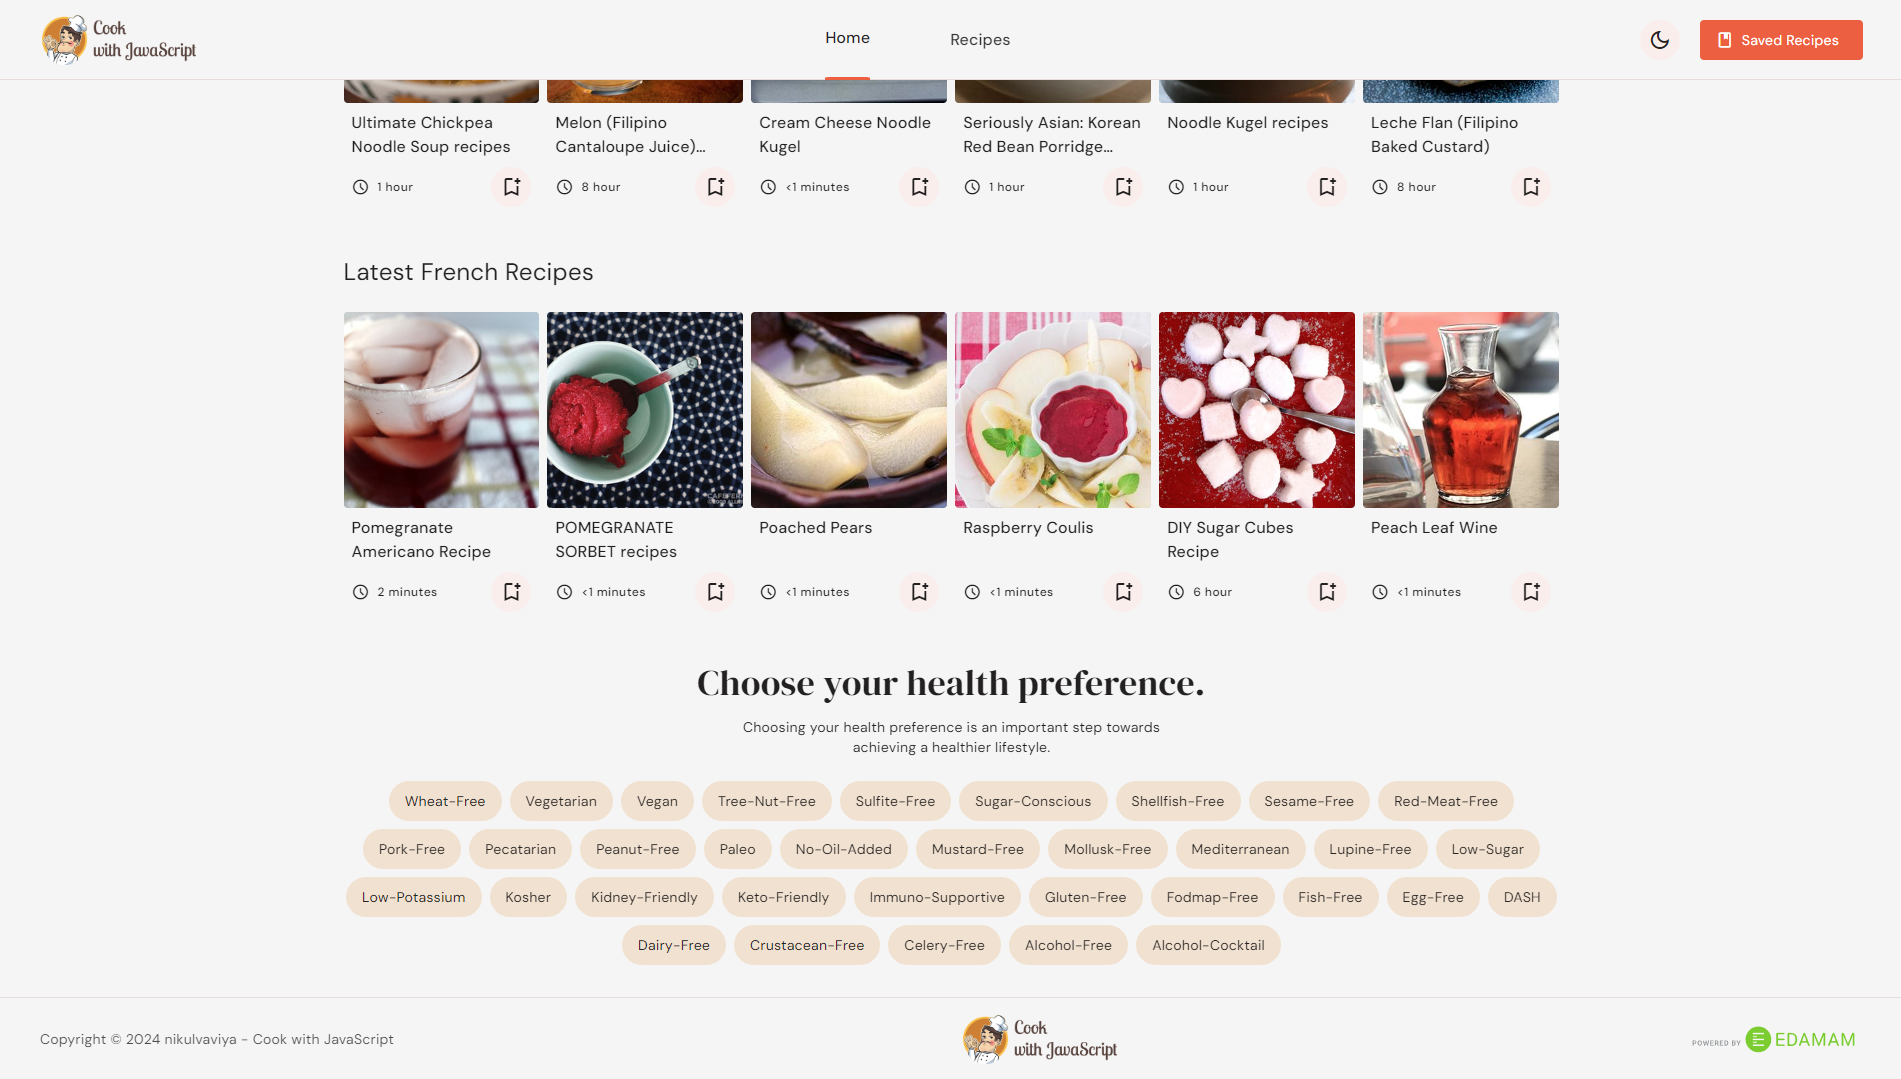 Cook
with JavaScript
Home
Recipes
Saved Recipes
Ultimate Chickpea
Noodle Soup recipes
1 hour
Melon (Filipino
Cantaloupe Juice)...
8 hour
Cream Cheese Noodle
Kugel
<1 minutes
Seriously Asian: Korean
Red Bean Porridge...
1 hour
Noodle Kugel recipes
1 hour
Leche Flan (Filipino
Baked Custard)
8 hour
Latest French Recipes
Pomegranate
Americano Recipe
2 minutes
POMEGRANATE
SORBET recipes
<1 minutes
Poached Pears
<1 minutes
Raspberry Coulis
<1 minutes
DIY Sugar Cubes
Recipe
6 hour
Peach Leaf Wine
<1 minutes
Choose your health preference.
Choosing your health preference is an important step towards
achieving a healthier lifestyle.
Wheat-Free Vegetarian Vegan Tree-Nut-Free Sulfite-Free Sugar-Conscious Shellfish-Free Sesame-Free Red-Meat-Free
Pork-Free Pecatarian Peanut-Free Paleo No-Oil-Added Mustard-Free Mollusk-Free Mediterranean Lupine-Free Low-Sugar
Low-Potassium Kosher Kidney-Friendly Keto-Friendly Immuno-Supportive Gluten-Free Fodmap-Free Fish-Free Egg-Free DASH
Dairy-Free Crustacean-Free Celery-Free Alcohol-Free Alcohol-Cocktail
Copyright © 2024 nikulvaviya - Cook with JavaScript
Cook
with JavaScript
POWERED BY EDAMAM